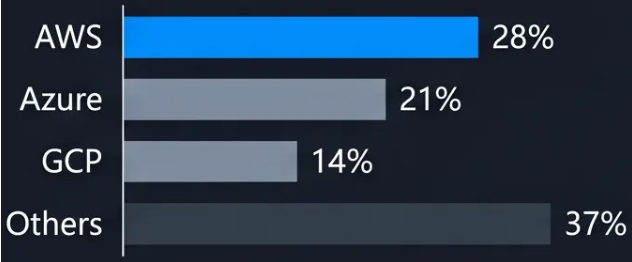 AWS 28%
Azure 21%
GCP 14%
Others 37%